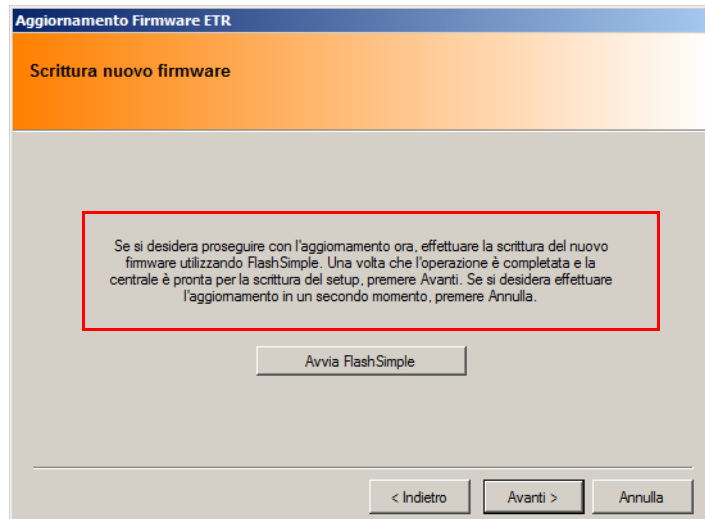 Aggiornamento Firmware ETR
Scrittura nuovo firmware
Se si desidera proseguire con l'aggiornamento ora, effettuare la scrittura del nuovo
firmware utilizzando FlashSimple. Una volta che l'operazione è completata e la
centrale è pronta per la scrittura del setup, premere Avanti. Se si desidera effettuare
l'aggiornamento in un secondo momento, premere Annulla.
Avvia FlashSimple
< Indietro
Avanti >
Annulla